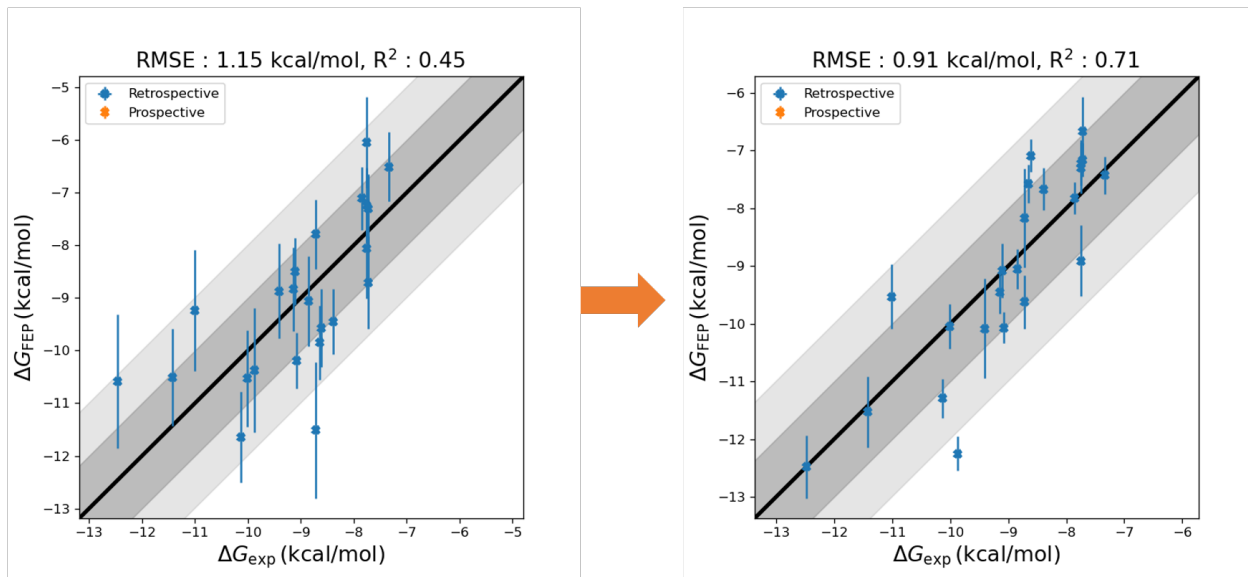 RMSE : 1.15 kcal/mol, R² : 0.45
Retrospective
Prospective
−5
−6
−7
−8
−9
−10
−11
−12
−13
ΔG_FEP (kcal/mol)
−13 −12 −11 −10 −9 −8 −7 −6 −5
ΔG_exp (kcal/mol)
RMSE : 0.91 kcal/mol, R² : 0.71
Retrospective
Prospective
−6
−7
−8
−9
−10
−11
−12
−13
ΔG_FEP (kcal/mol)
−13 −12 −11 −10 −9 −8 −7 −6
ΔG_exp (kcal/mol)